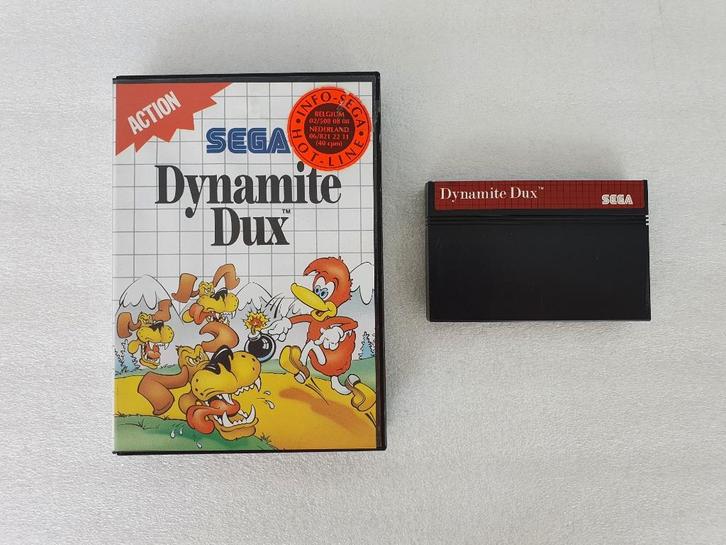 ACTION
SEGA
INFO-SEGA
BELGIUM
02/508 08 08
NEDERLAND
06/821 22 11
(40 cpm)
HOT-LINE
Dynamite
Dux™
Dynamite Dux™
SEGA